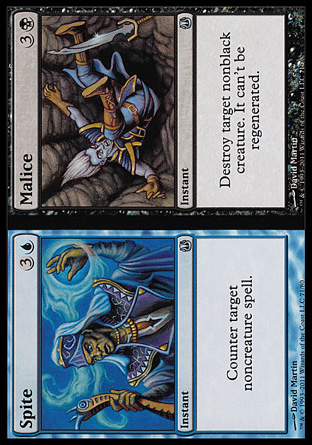 Spite 3
Instant
Counter target
noncreature spell.
David Martin
Malice 3
Instant
Destroy target nonblack
creature. It can't be
regenerated.
David Martin